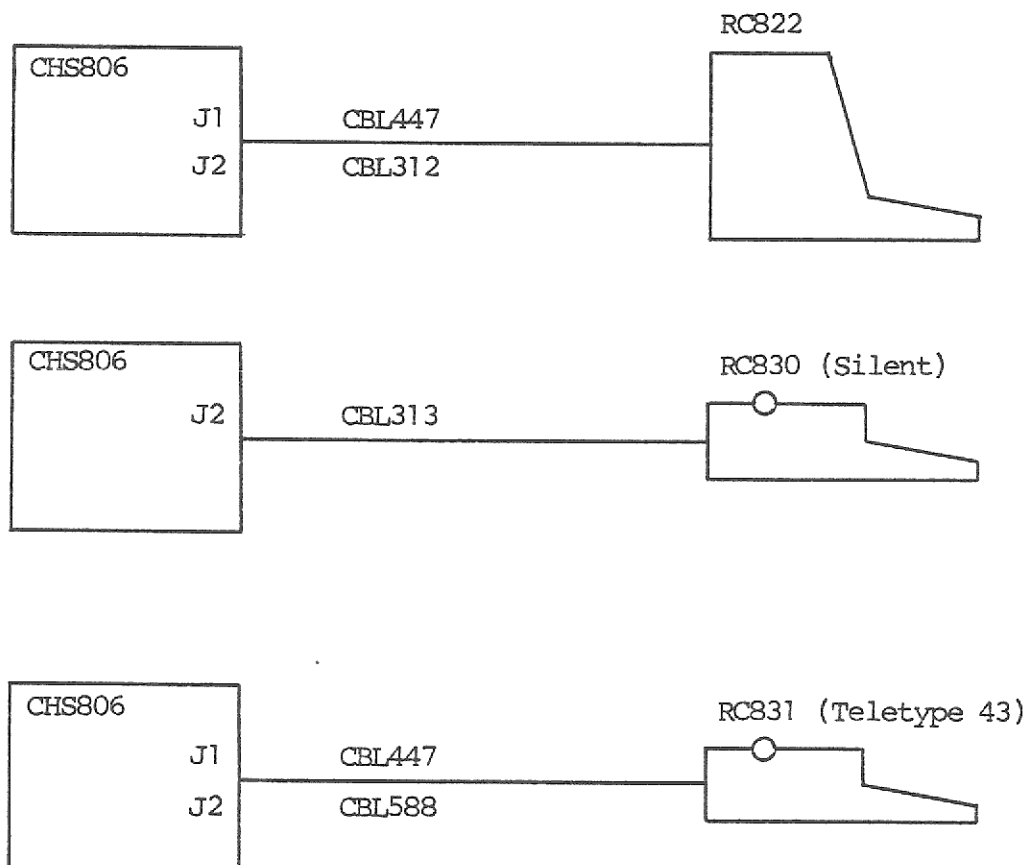 RC822
CHS806
J1
CBL447
J2
CBL312
CHS806
RC830 (Silent)
J2
CBL313
CHS806
RC831 (Teletype 43)
J1
CBL447
J2
CBL588